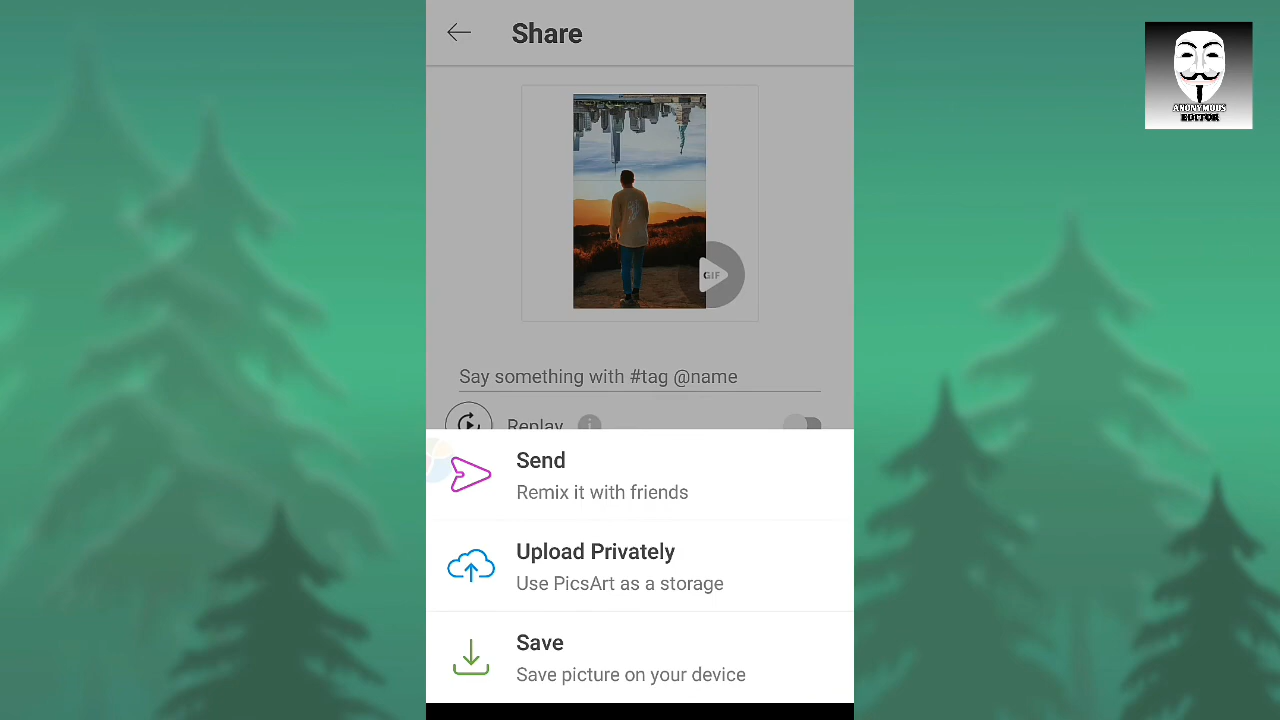 Share
ANONYMOUS
EDITOR
GIF
Say something with #tag @name
Replay
Send
Remix it with friends
Upload Privately
Use PicsArt as a storage
Save
Save picture on your device